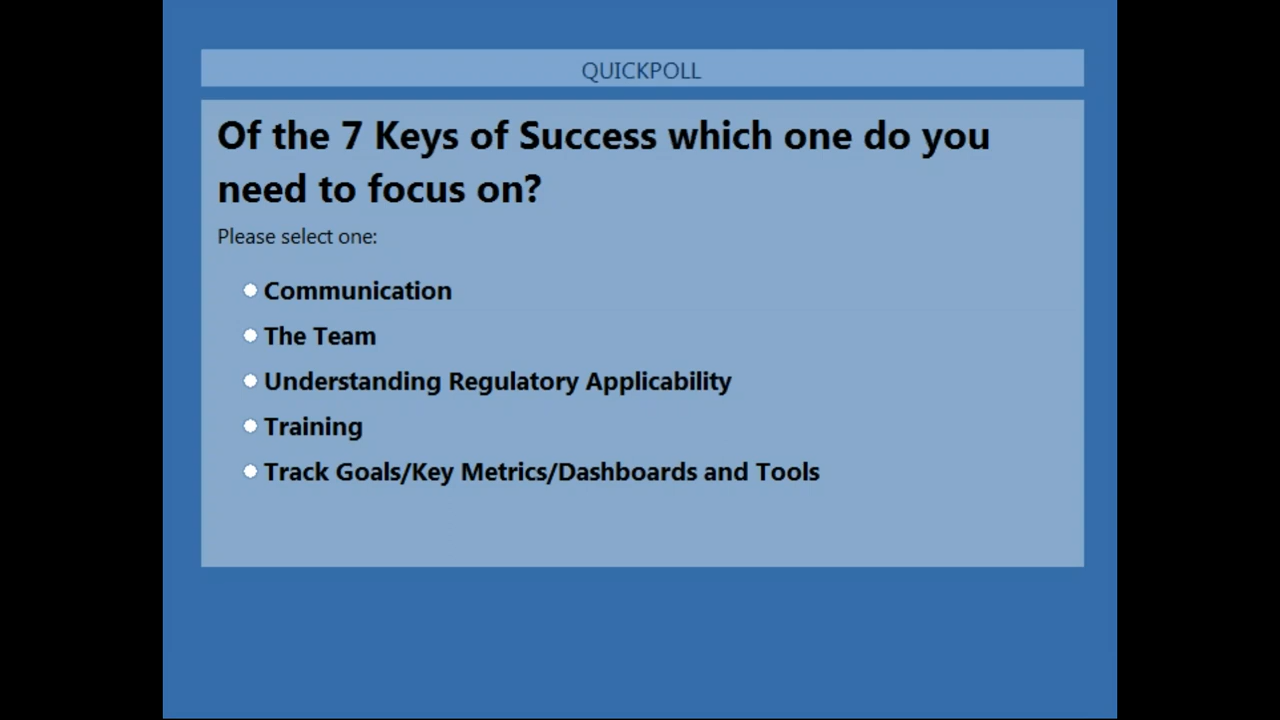 QUICKPOLL
Of the 7 Keys of Success which one do you
need to focus on?
Please select one:
Communication
The Team
Understanding Regulatory Applicability
Training
Track Goals/Key Metrics/Dashboards and Tools